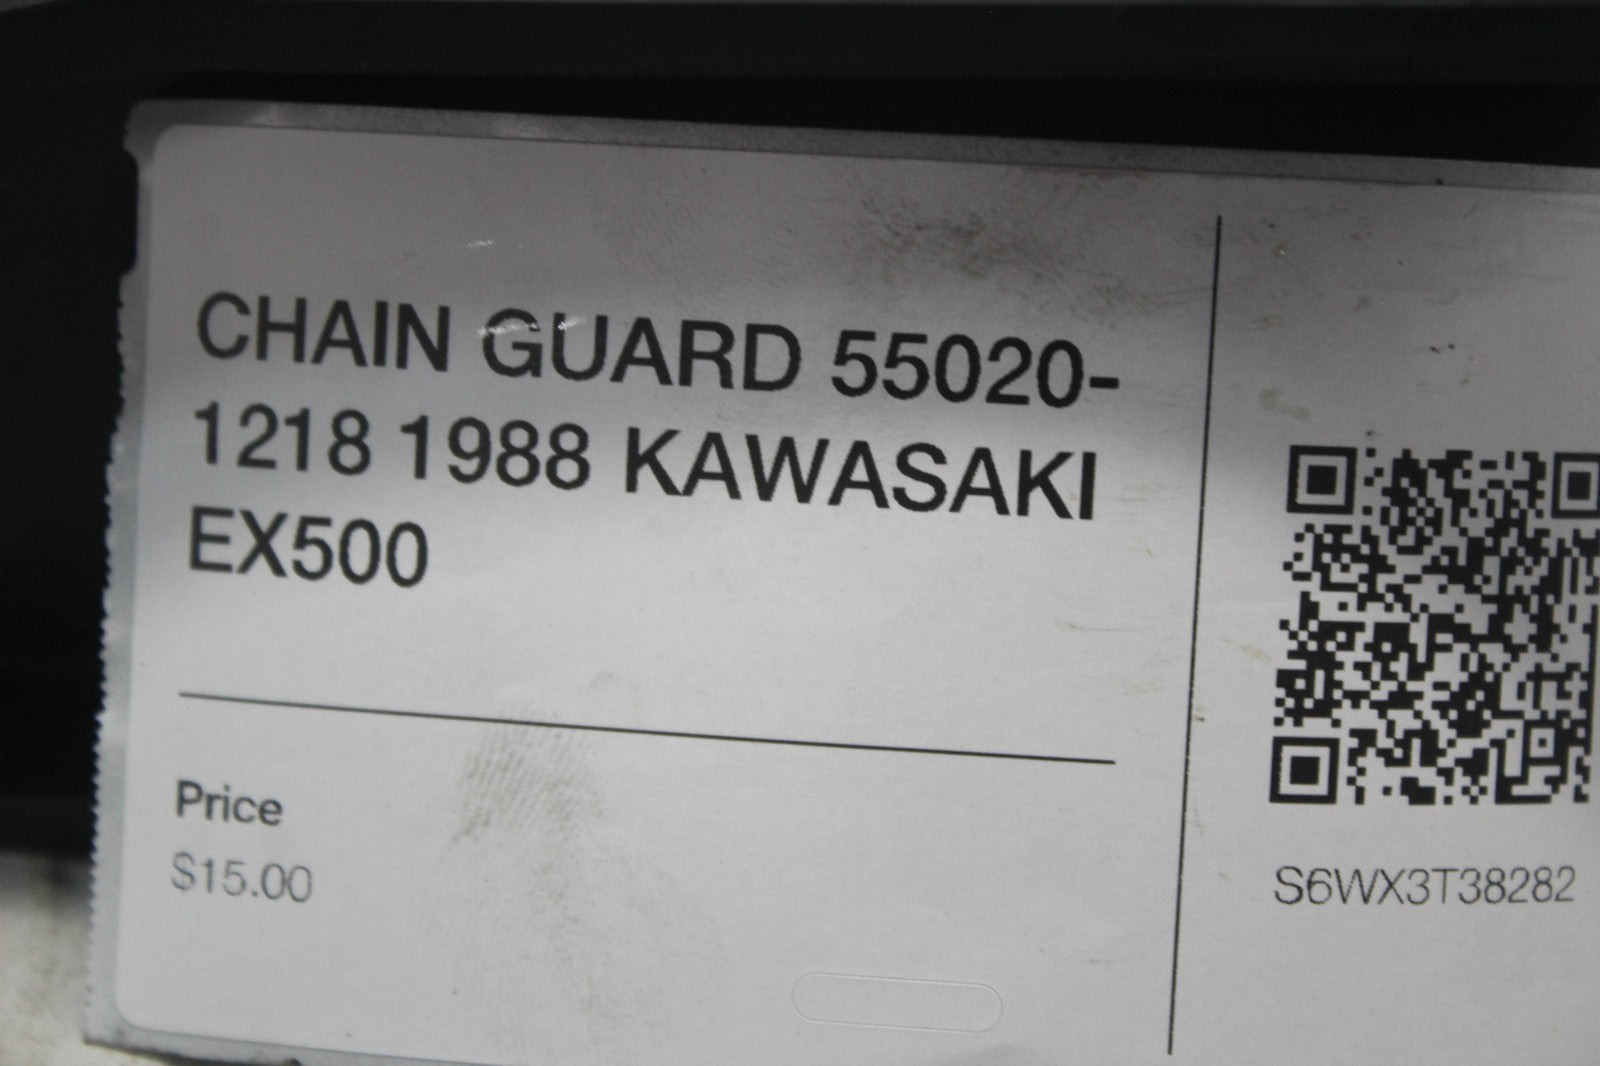 CHAIN GUARD 55020-
1218 1988 KAWASAKI
EX500
Price
$15.00
S6WX3T38282